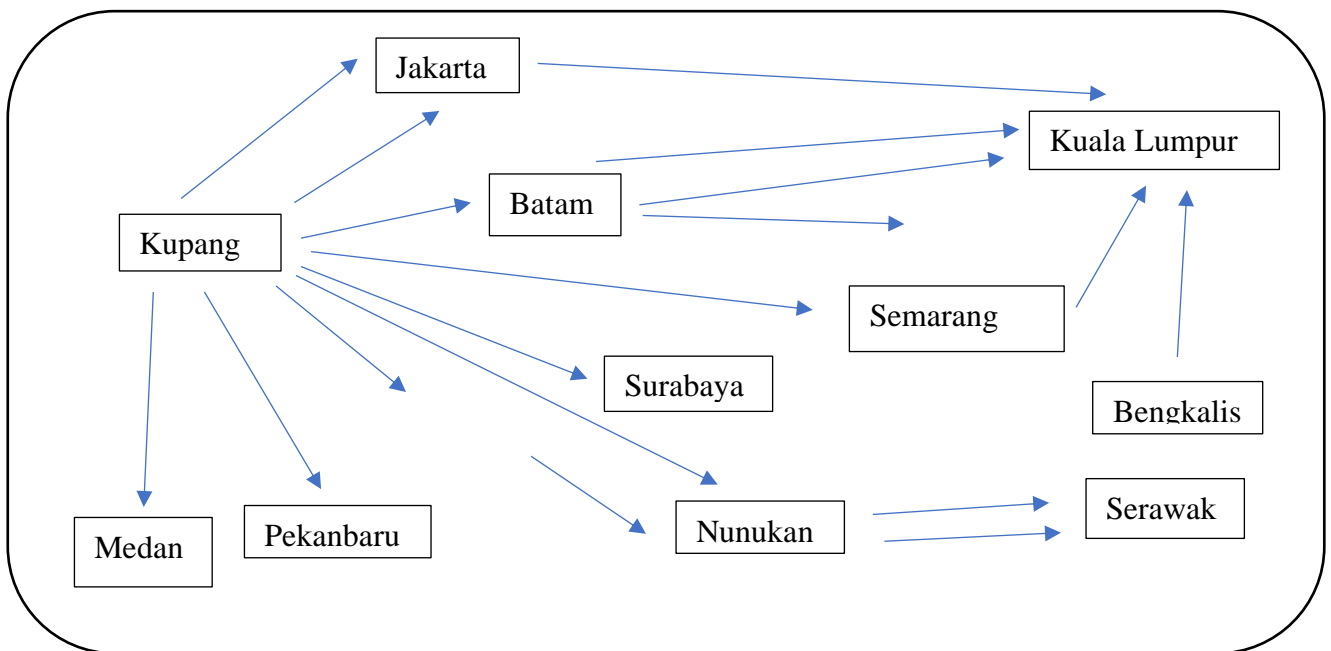 Jakarta
Kuala Lumpur
Batam
Kupang
Semarang
Surabaya
Bengkalis
Serawak
Nunukan
Pekanbaru
Medan